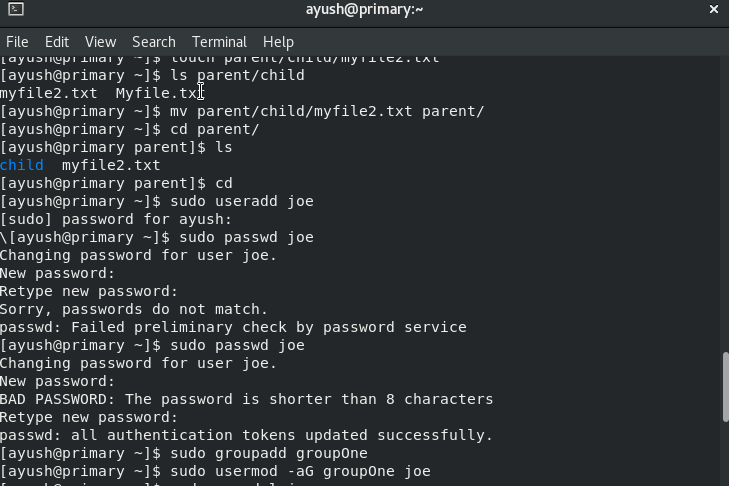 ayush@primary:~
File Edit View Search Terminal Help
[ayush@primary ~]$ touch parent/child/myfile2.txt
[ayush@primary ~]$ ls parent/child
myfile2.txt  Myfile.txt
[ayush@primary ~]$ mv parent/child/myfile2.txt parent/
[ayush@primary ~]$ cd parent/
[ayush@primary parent]$ ls
child  myfile2.txt
[ayush@primary parent]$ cd
[ayush@primary ~]$ sudo useradd joe
[sudo] password for ayush:
\[ayush@primary ~]$ sudo passwd joe
Changing password for user joe.
New password:
Retype new password:
Sorry, passwords do not match.
passwd: Failed preliminary check by password service
[ayush@primary ~]$ sudo passwd joe
Changing password for user joe.
New password:
BAD PASSWORD: The password is shorter than 8 characters
Retype new password:
passwd: all authentication tokens updated successfully.
[ayush@primary ~]$ sudo groupadd groupOne
[ayush@primary ~]$ sudo usermod -aG groupOne joe